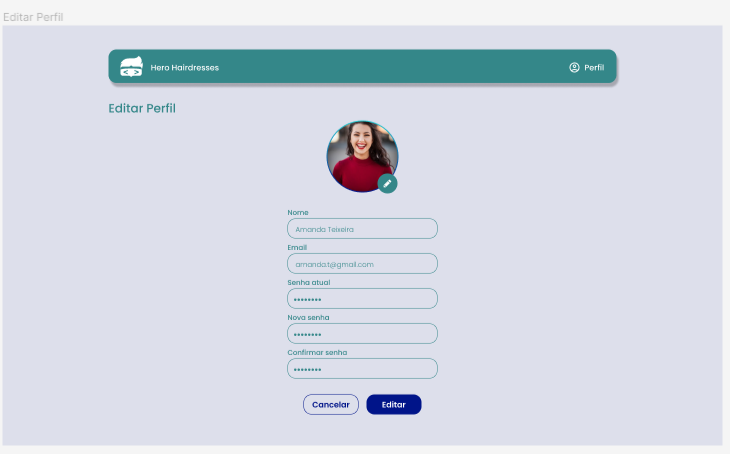 Editar Perfil
Hero Hairdresses
Perfil
Editar Perfil
Nome
Amanda Teixeira
Email
amanda.t@gmail.com
Senha atual
••••••••
Nova senha
••••••••
Confirmar senha
••••••••
Cancelar
Editar